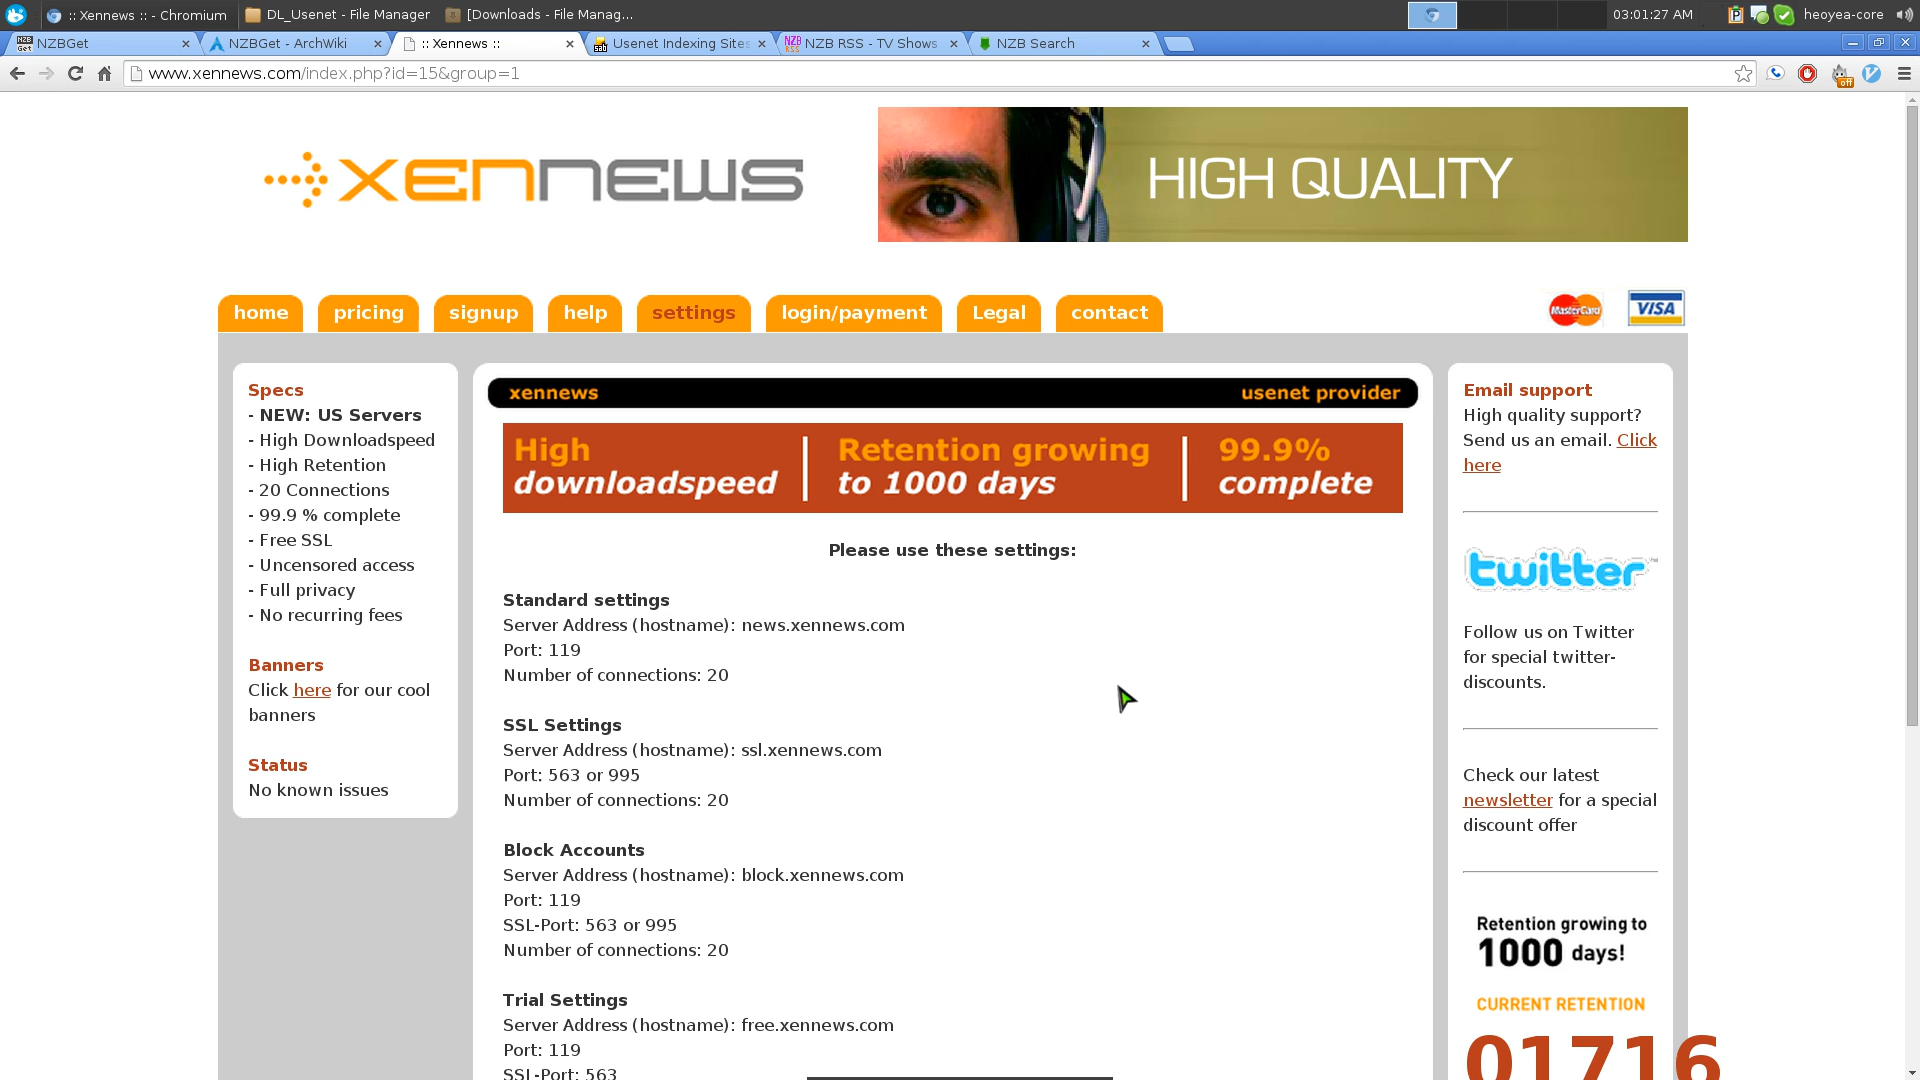 :: Xennews :: - Chromium
DL_Usenet - File Manager
[Downloads - File Manag...
03:01:27 AM
heoyea-core
NZBGet
NZBGet - ArchWiki
:: Xennews ::
Usenet Indexing Sites
NZB RSS - TV Shows
NZB Search
www.xennews.com/index.php?id=15&group=1
off
xennews
HIGH QUALITY
home
pricing
signup
help
settings
login/payment
Legal
contact
MasterCard
VISA
Specs
- NEW: US Servers
- High Downloadspeed
- High Retention
- 20 Connections
- 99.9 % complete
- Free SSL
- Uncensored access
- Full privacy
- No recurring fees
Banners
Click here for our cool
banners
Status
No known issues
xennews
usenet provider
High
downloadspeed
Retention growing
to 1000 days
99.9%
complete
Please use these settings:
Standard settings
Server Address (hostname): news.xennews.com
Port: 119
Number of connections: 20
SSL Settings
Server Address (hostname): ssl.xennews.com
Port: 563 or 995
Number of connections: 20
Block Accounts
Server Address (hostname): block.xennews.com
Port: 119
SSL-Port: 563 or 995
Number of connections: 20
Trial Settings
Server Address (hostname): free.xennews.com
Port: 119
SSL-Port: 563
Email support
High quality support?
Send us an email. Click
here
twitter
Follow us on Twitter
for special twitter-
discounts.
Check our latest
newsletter for a special
discount offer
Retention growing to
1000 days!
CURRENT RETENTION
01716